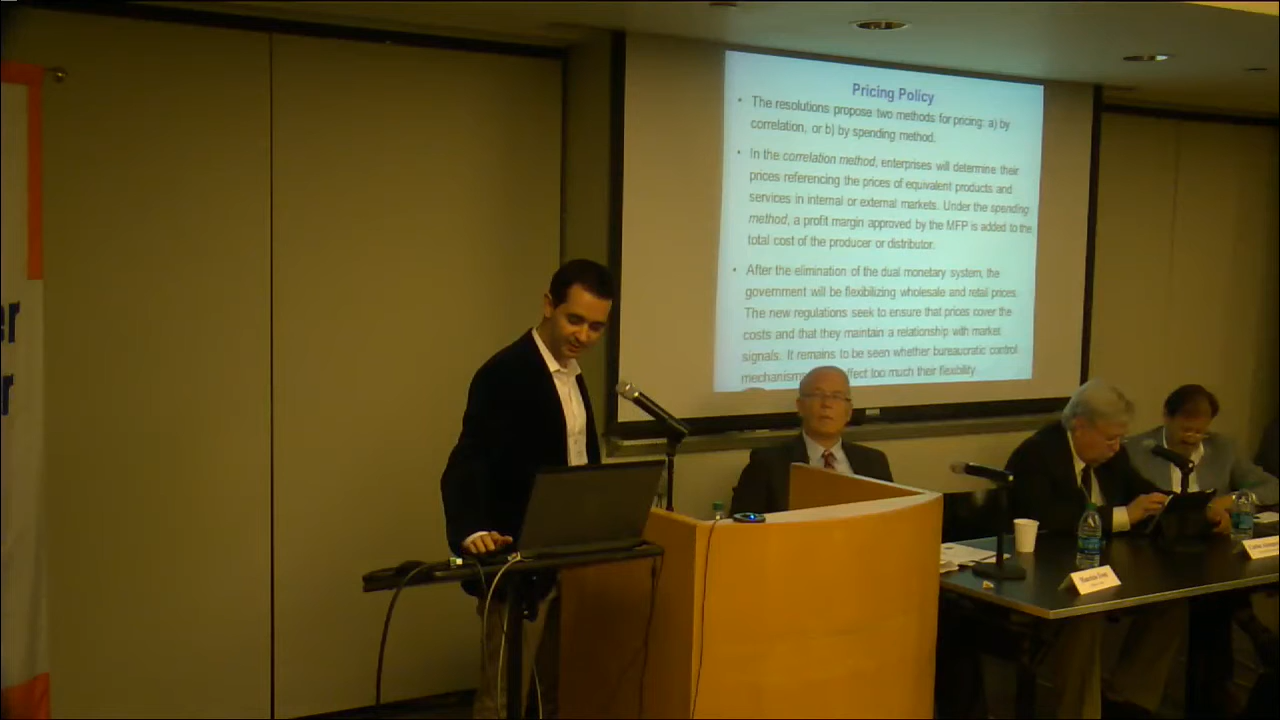 Pricing Policy
• The resolutions propose two methods for pricing: a) by
correlation, or b) by spending method.
• In the correlation method, enterprises will determine their
prices referencing the prices of equivalent products and
services in internal or external markets. Under the spending
method, a profit margin approved by the MFP is added to the
total cost of the producer or distributor.
• After the elimination of the dual monetary system, the
government will be flexibilizing wholesale and retail prices.
The new regulations seek to ensure that prices cover the
costs and that they maintain a relationship with market
signals. It remains to be seen whether bureaucratic control
mechanisms too much their flexibility.
er
r